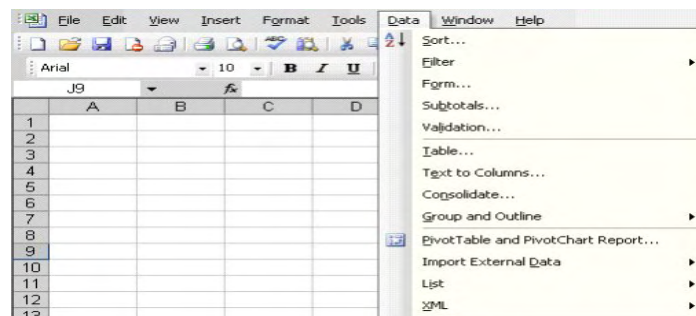 File Edit View Insert Format Tools Data Window Help
Arial 10 B I U
J9 fx
A B C D
1
2
3
4
5
6
7
8
9
10
11
12
13
Sort...
Filter
Form...
Subtotals...
Validation...
Table...
Text to Columns...
Consolidate...
Group and Outline
PivotTable and PivotChart Report...
Import External Data
List
XML